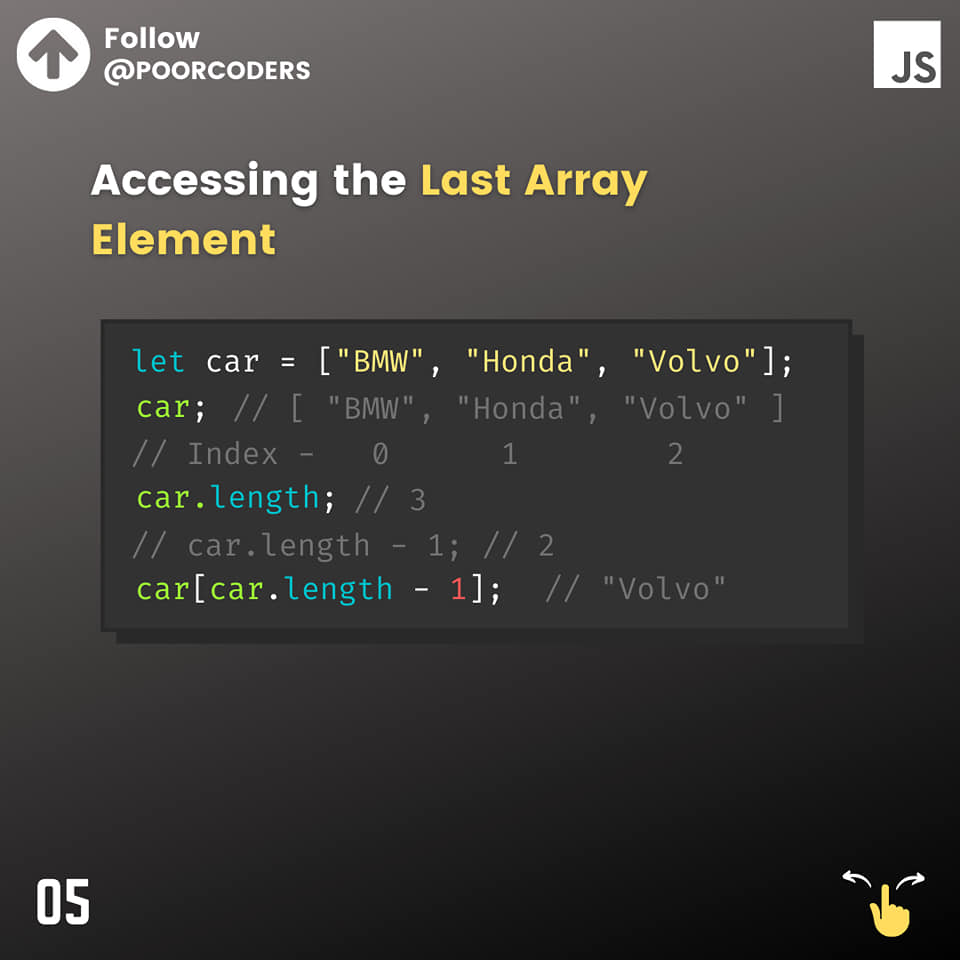 Follow
@POORCODERS
JS
Accessing the Last Array
Element
let car = ["BMW", "Honda", "Volvo"];
car; // [ "BMW", "Honda", "Volvo" ]
// Index - 0 1 2
car.length; // 3
// car.length - 1; // 2
car[car.length - 1]; // "Volvo"
05